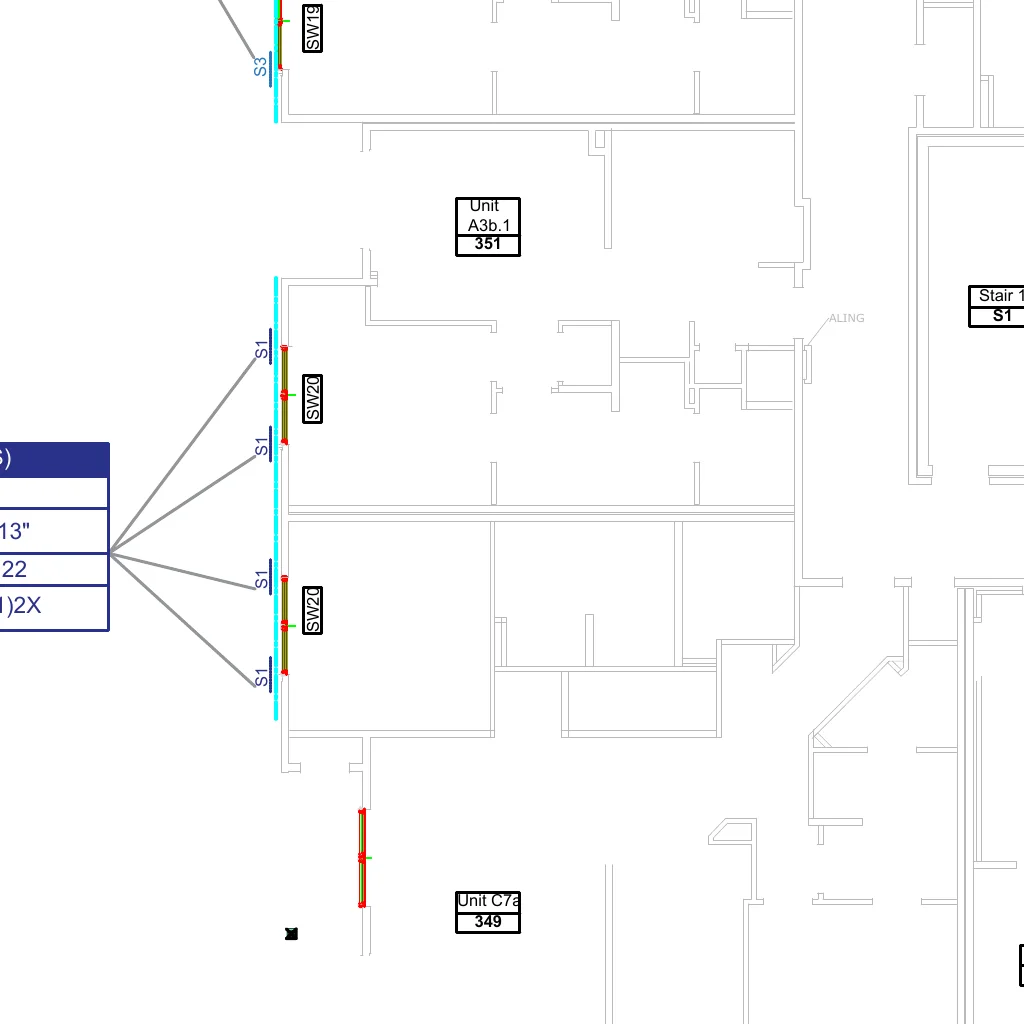 SW19
S3
Unit
A3b.1
351
Stair 1
S1
ALING
S1
SW20
S1
S)
13"
22
1)2X
S1
SW20
S1
Unit C7a
349